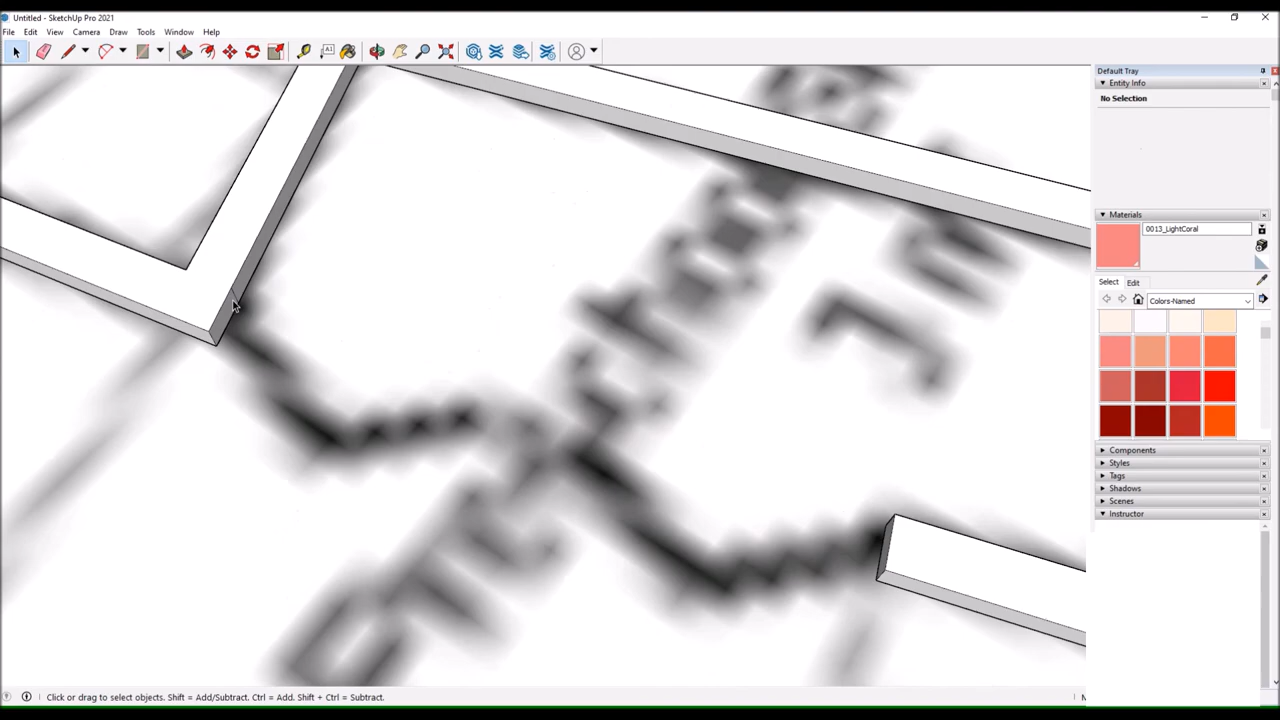 Untitled - SketchUp Pro 2021
File Edit View Camera Draw Tools Window Help
A1
Default Tray
Entity Info
No Selection
Materials
0013_LightCoral
Select Edit
Colors-Named
Components
Styles
Tags
Shadows
Scenes
Instructor
Click or drag to select objects. Shift = Add/Subtract. Ctrl = Add. Shift + Ctrl = Subtract.